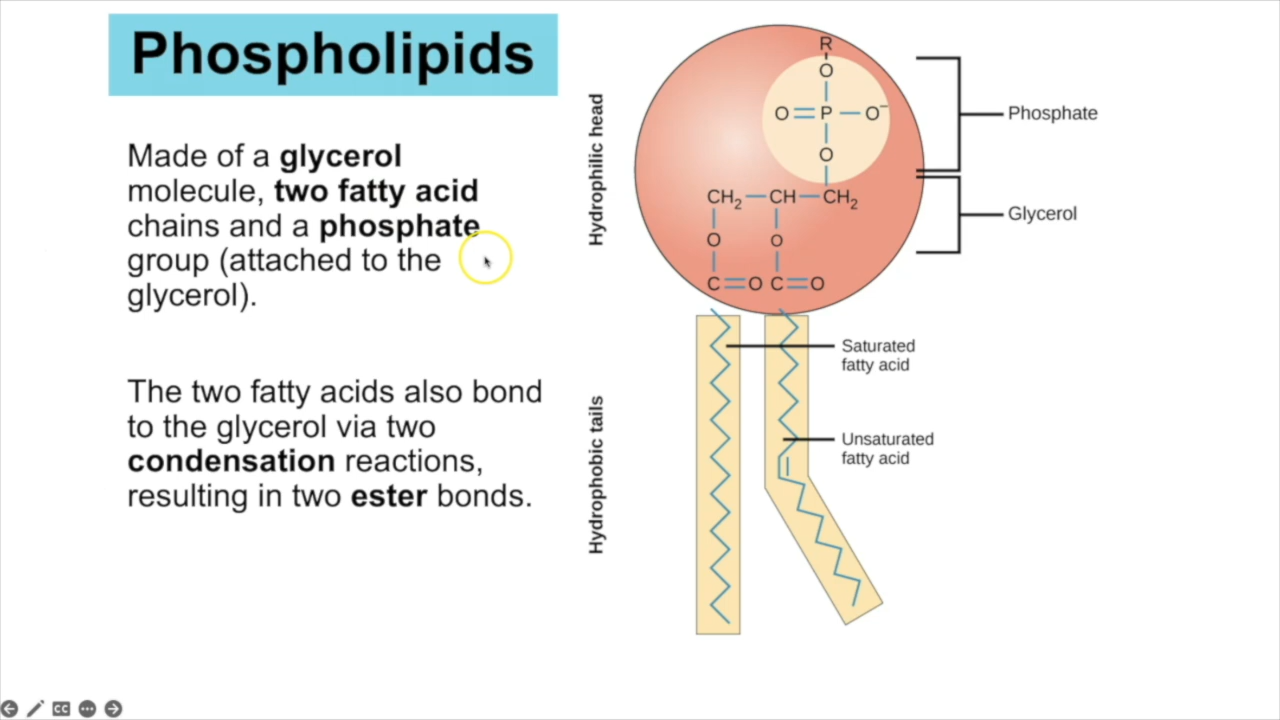 Phospholipids
Made of a glycerol
molecule, two fatty acid
chains and a phosphate
group (attached to the
glycerol).
The two fatty acids also bond
to the glycerol via two
condensation reactions,
resulting in two ester bonds.
Hydrophilic head
Hydrophobic tails
R
O
O=P—O⁻
O
CH₂—CH—CH₂
O O
C=O C=O
Phosphate
Glycerol
Saturated
fatty acid
Unsaturated
fatty acid
CC